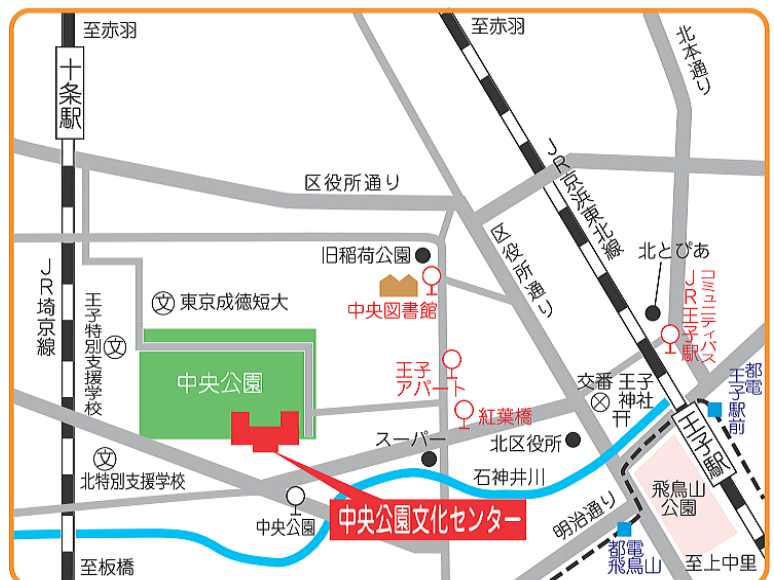 至赤羽
十条駅
至赤羽
北本通り
区役所通り
JR京浜東北線
旧稲荷公園
区役所通り
北とぴあ
中央図書館
コミュニティバス
JR王子駅
JR埼京線
王子特別支援学校
文
文
東京成徳短大
中央公園
王子
アパート
紅葉橋
交番
王子
神社
都電
王子駅前
スーパー
北区役所
王子駅
文
北特別支援学校
石神井川
中央公園
中央公園文化センター
明治通り
飛鳥山
公園
都電
飛鳥山
至板橋
至上中里